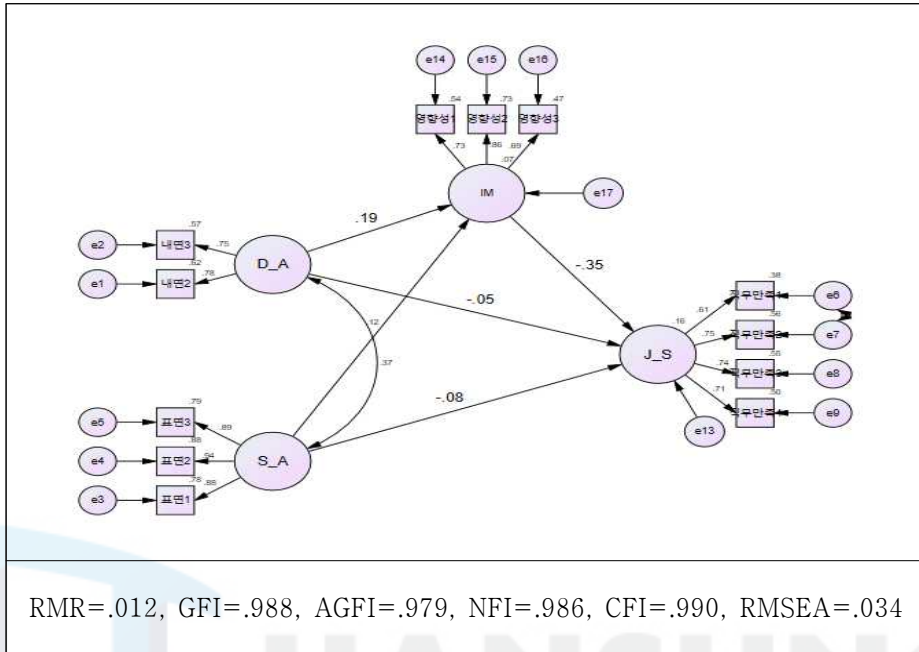 e14 e15 e16
.54 .73 .47
영향성1 영향성2 영향성3
.73 .86 .69
.07
IM e17
.19
.57
e2 내면3 .75
D_A
.62
e1 내면2 .78
-.35
-.05
.12
.37
.38
e6
.61
.16 .56
.75 e7
J_S
.74 e8
.71 .50
e9
-.08
e13
.79
e5 표면3 .89
.88
e4 표면2 .94
S_A
.78
e3 표면1 .88
RMR=.012, GFI=.988, AGFI=.979, NFI=.986, CFI=.990, RMSEA=.034